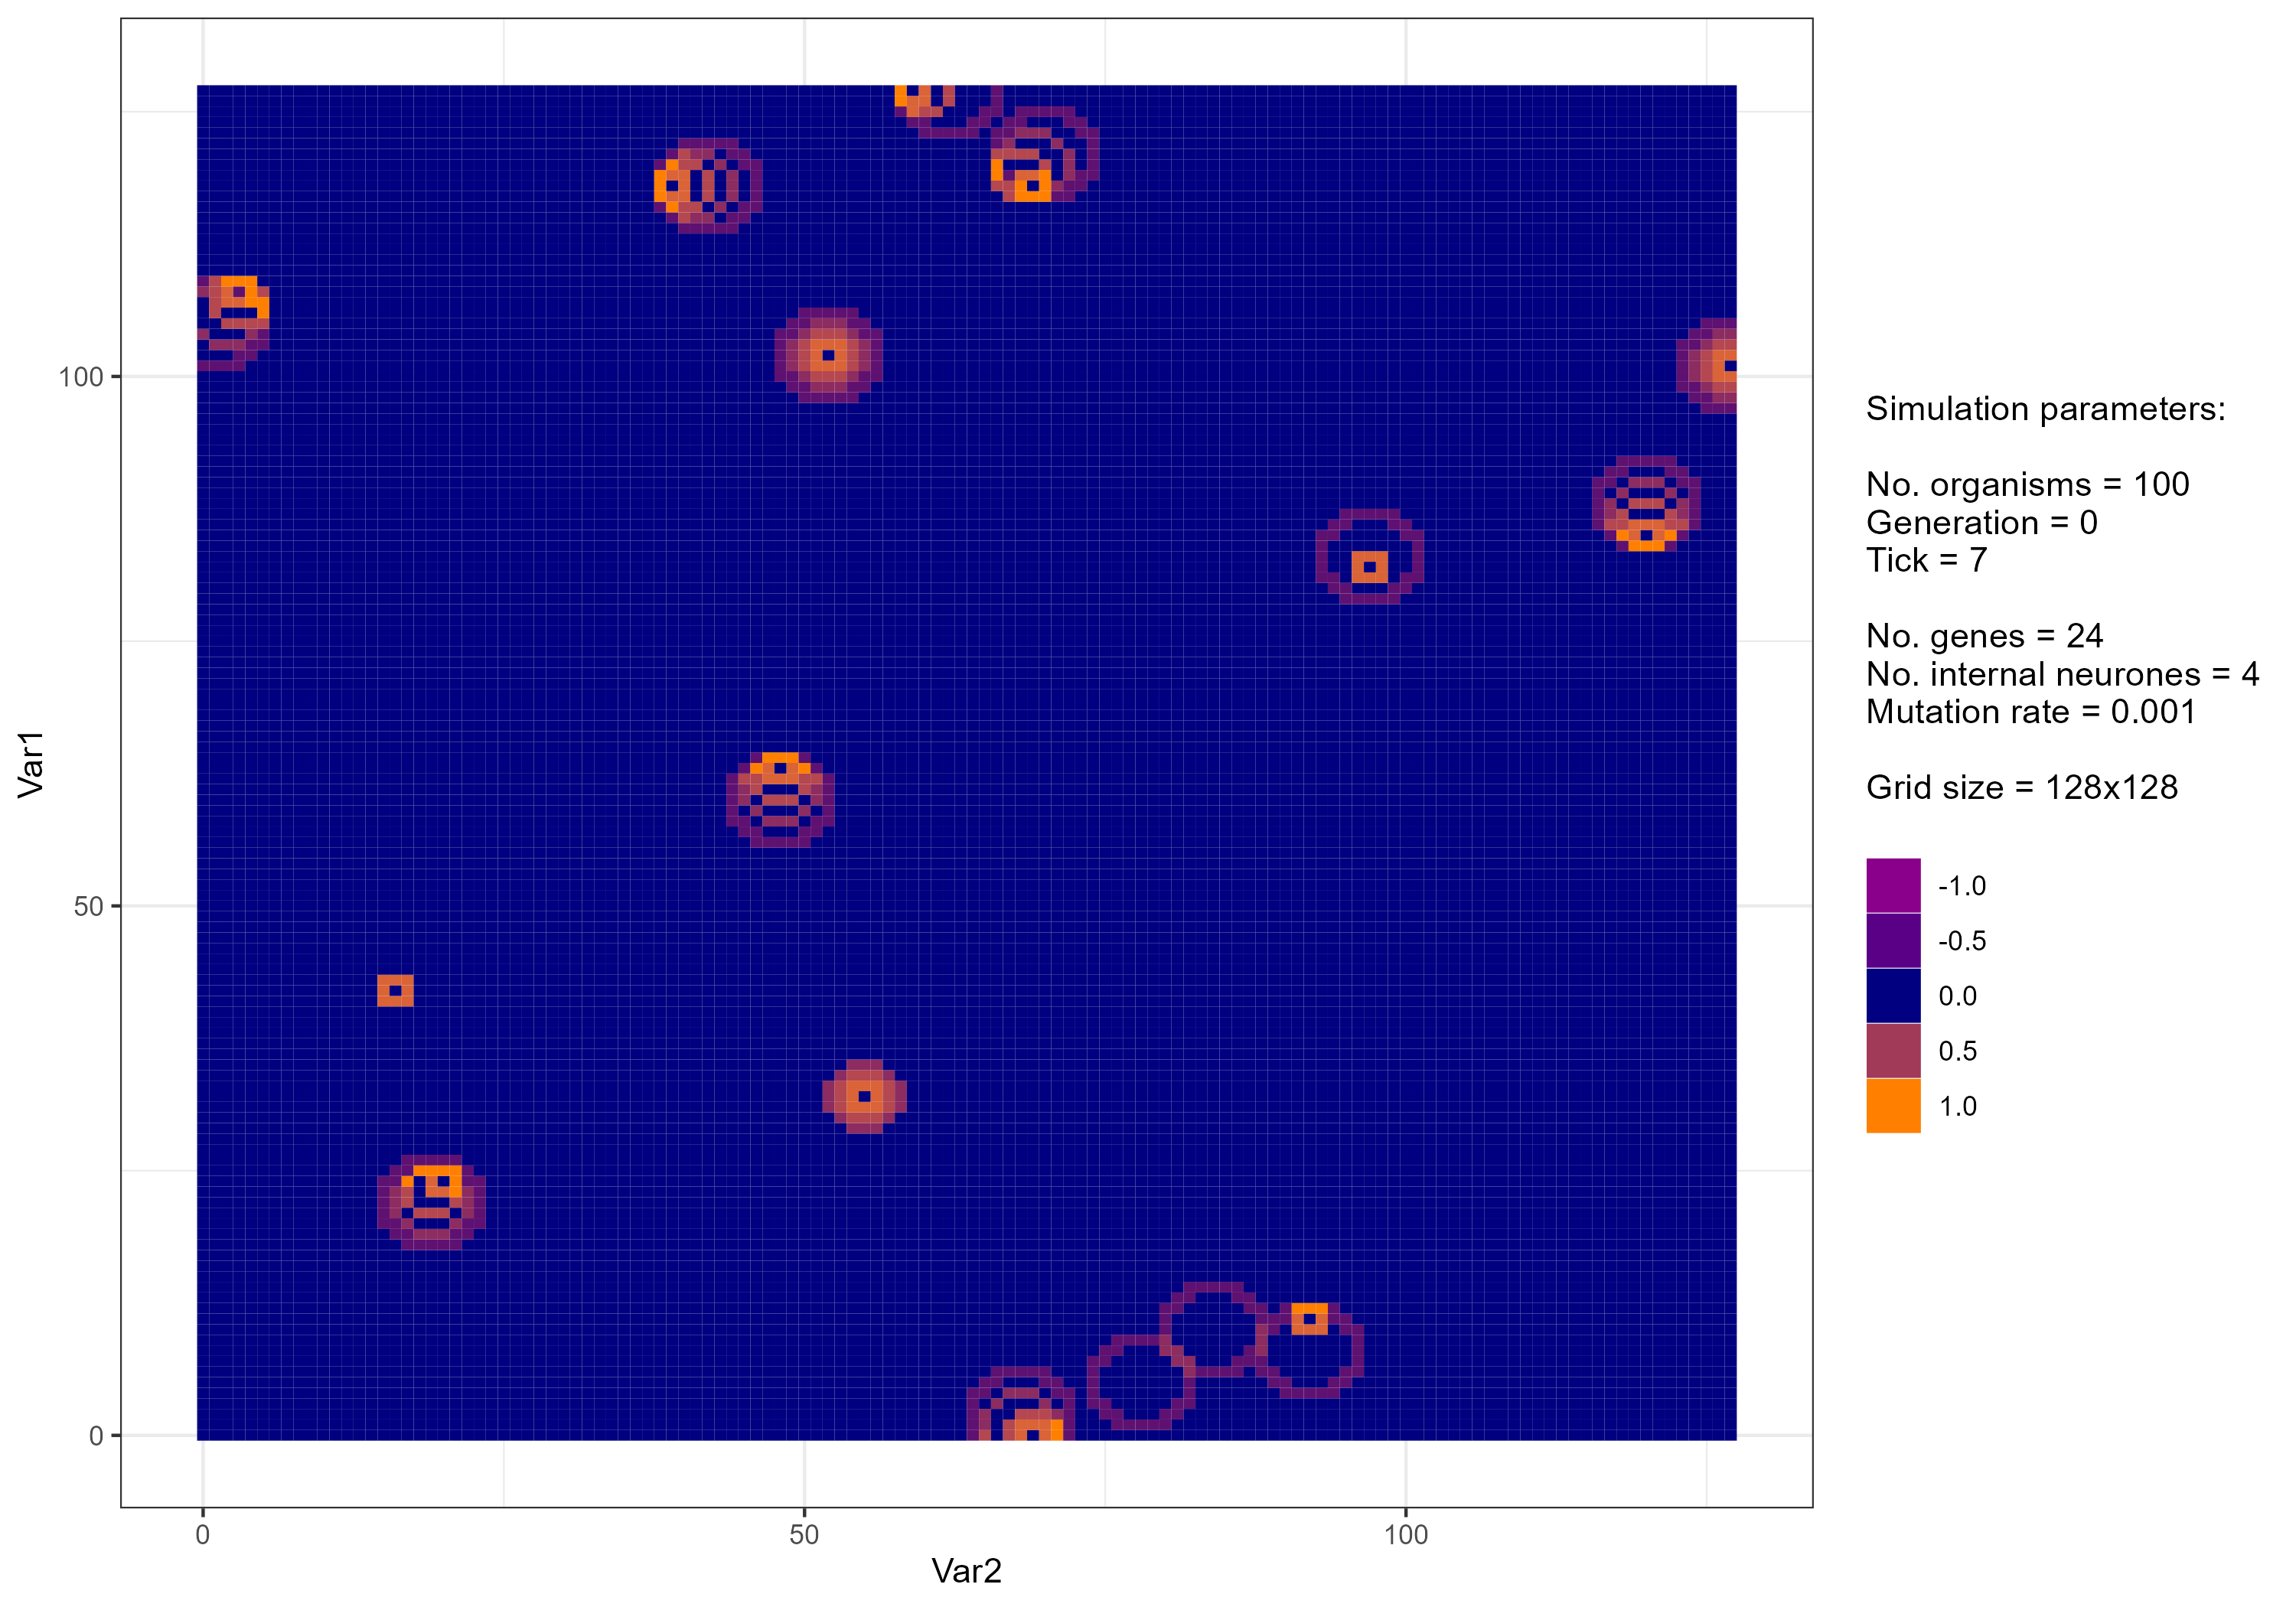 100
50
0
Var1
0
50
100
Var2
Simulation parameters:
No. organisms = 100
Generation = 0
Tick = 7
No. genes = 24
No. internal neurones = 4
Mutation rate = 0.001
Grid size = 128x128
-1.0
-0.5
0.0
0.5
1.0